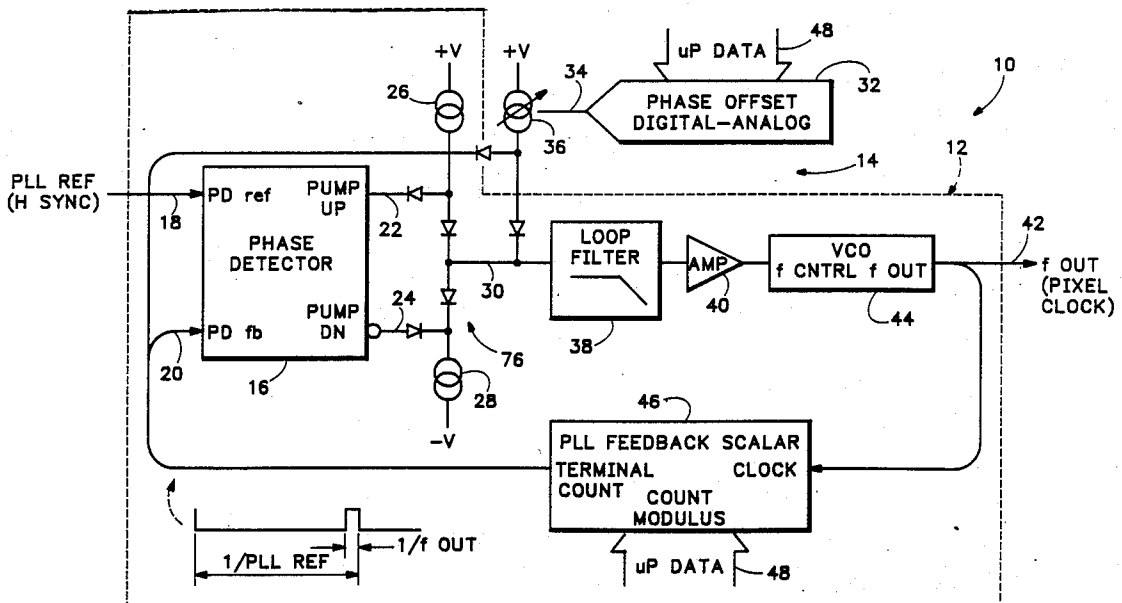 +V
+V
uP DATA
48
10
26
34
32
36
PHASE OFFSET
DIGITAL-ANALOG
14
12
PLL REF
(H SYNC)
18
PD ref
PUMP
UP
22
PHASE
DETECTOR
PUMP
DN
24
PD fb
20
16
30
76
28
-V
LOOP
FILTER
38
AMP
40
VCO
f CNTRL f OUT
44
42
f OUT
(PIXEL
CLOCK)
46
PLL FEEDBACK SCALAR
TERMINAL
COUNT
CLOCK
COUNT
MODULUS
1/f OUT
1/PLL REF
uP DATA
48